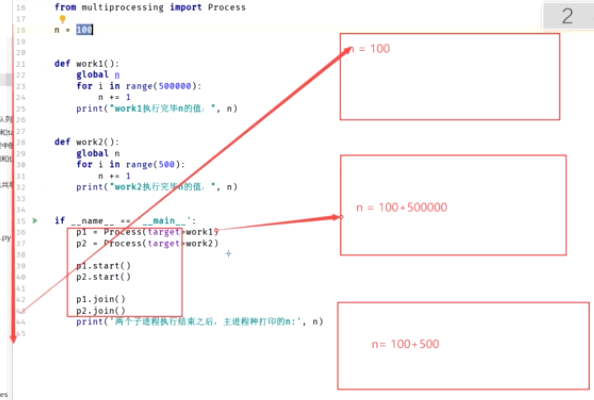 2
16 from multiprocessing import Process
17
18 n = 100
19
20
21 def work1():
22 global n
23 for i in range(500000):
24 n += 1
25 print("work1执行完毕n的值：", n)
26
27
28 def work2():
29 global n
30 for i in range(500):
31 n += 1
32 print("work2执行完毕n的值：", n)
33
34
35 if __name__ == '__main__':
36 p1 = Process(target=work1)
37 p2 = Process(target=work2)
38
39 p1.start()
40 p2.start()
41
42 p1.join()
43 p2.join()
44 print('两个子进程执行结束之后，主进程种打印的n:', n)
45
n = 100
n = 100+500000
n= 100+500
.py
es